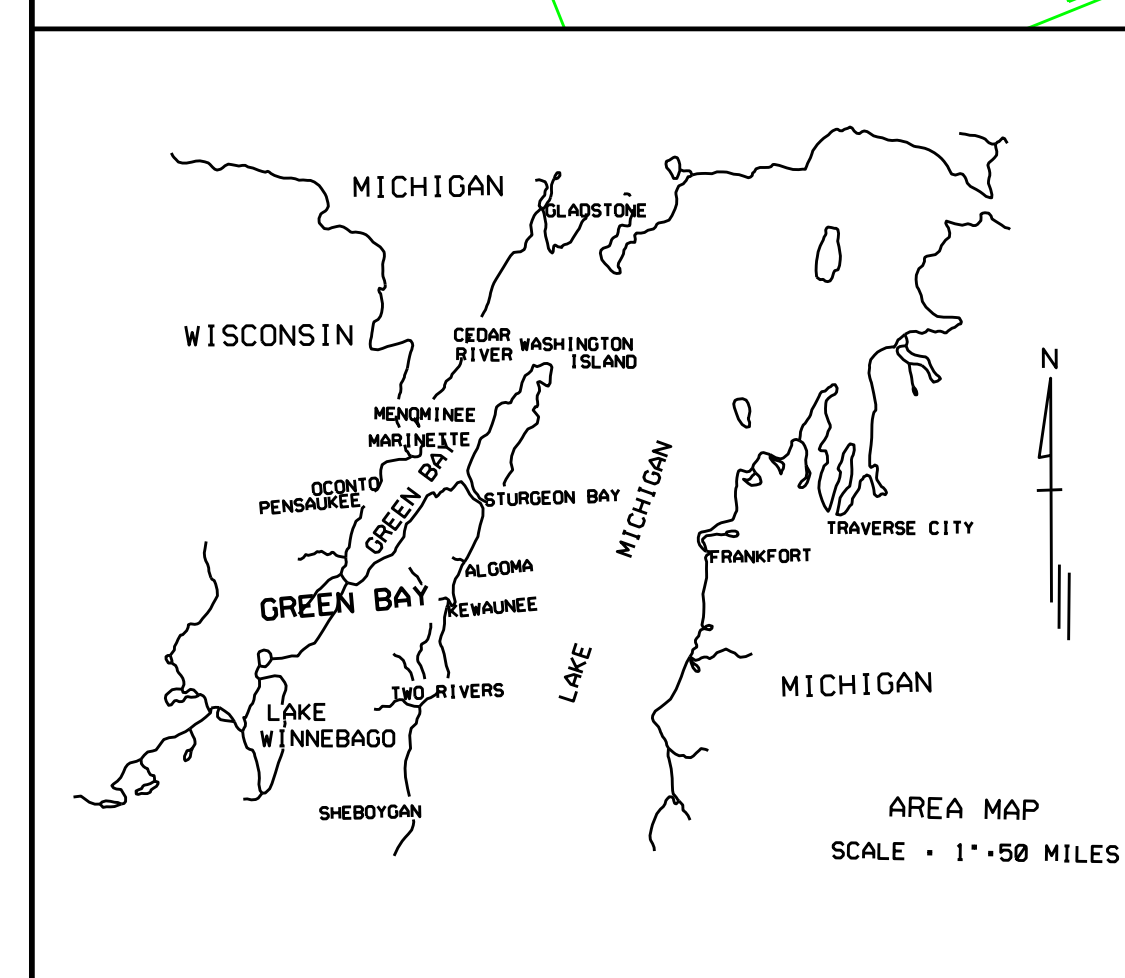 MICHIGAN
GLADSTONE
WISCONSIN
CEDAR
RIVER
WASHINGTON
ISLAND
N
MENOMINEE
MARINETTE
GREEN BAY
OCONTO
PENSAUKEE
STURGEON BAY
LAKE MICHIGAN
TRAVERSE CITY
FRANKFORT
ALGOMA
GREEN BAY
KEWAUNEE
MICHIGAN
TWO RIVERS
LAKE
WINNEBAGO
SHEBOYGAN
AREA MAP
SCALE · 1"·50 MILES